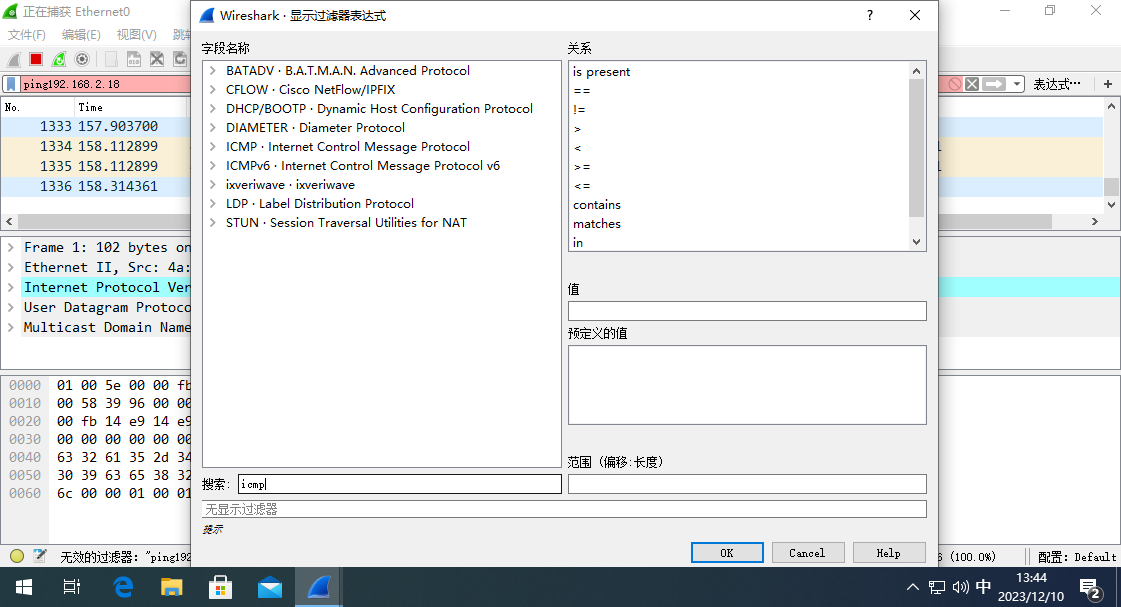 正在捕获 Ethernet0
文件(F) 编辑(E) 视图(V) 跳转
ping192.168.2.18
表达式…
No. Time
1333 157.903700
1334 158.112899
1335 158.112899
1336 158.314361
Frame 1: 102 bytes on
Ethernet II, Src: 4a:
Internet Protocol Ver
User Datagram Protoco
Multicast Domain Name
0000 01 00 5e 00 00 fb
0010 00 58 39 96 00 00
0020 00 fb 14 e9 14 e9
0030 00 00 00 00 00 00
0040 63 32 61 35 2d 34
0050 30 39 63 65 38 32
0060 6c 00 00 01 00 01
无效的过滤器: "ping192
6 (100.0%)
配置: Default
Wireshark · 显示过滤器表达式
?
字段名称
BATADV · B.A.T.M.A.N. Advanced Protocol
CFLOW · Cisco NetFlow/IPFIX
DHCP/BOOTP · Dynamic Host Configuration Protocol
DIAMETER · Diameter Protocol
ICMP · Internet Control Message Protocol
ICMPv6 · Internet Control Message Protocol v6
ixveriwave · ixveriwave
LDP · Label Distribution Protocol
STUN · Session Traversal Utilities for NAT
搜索: icmp
无显示过滤器
提示
关系
is present
==
!=
>
<
>=
<=
contains
matches
in
值
预定义的值
范围 (偏移:长度)
OK
Cancel
Help
中
13:44
2023/12/10
2